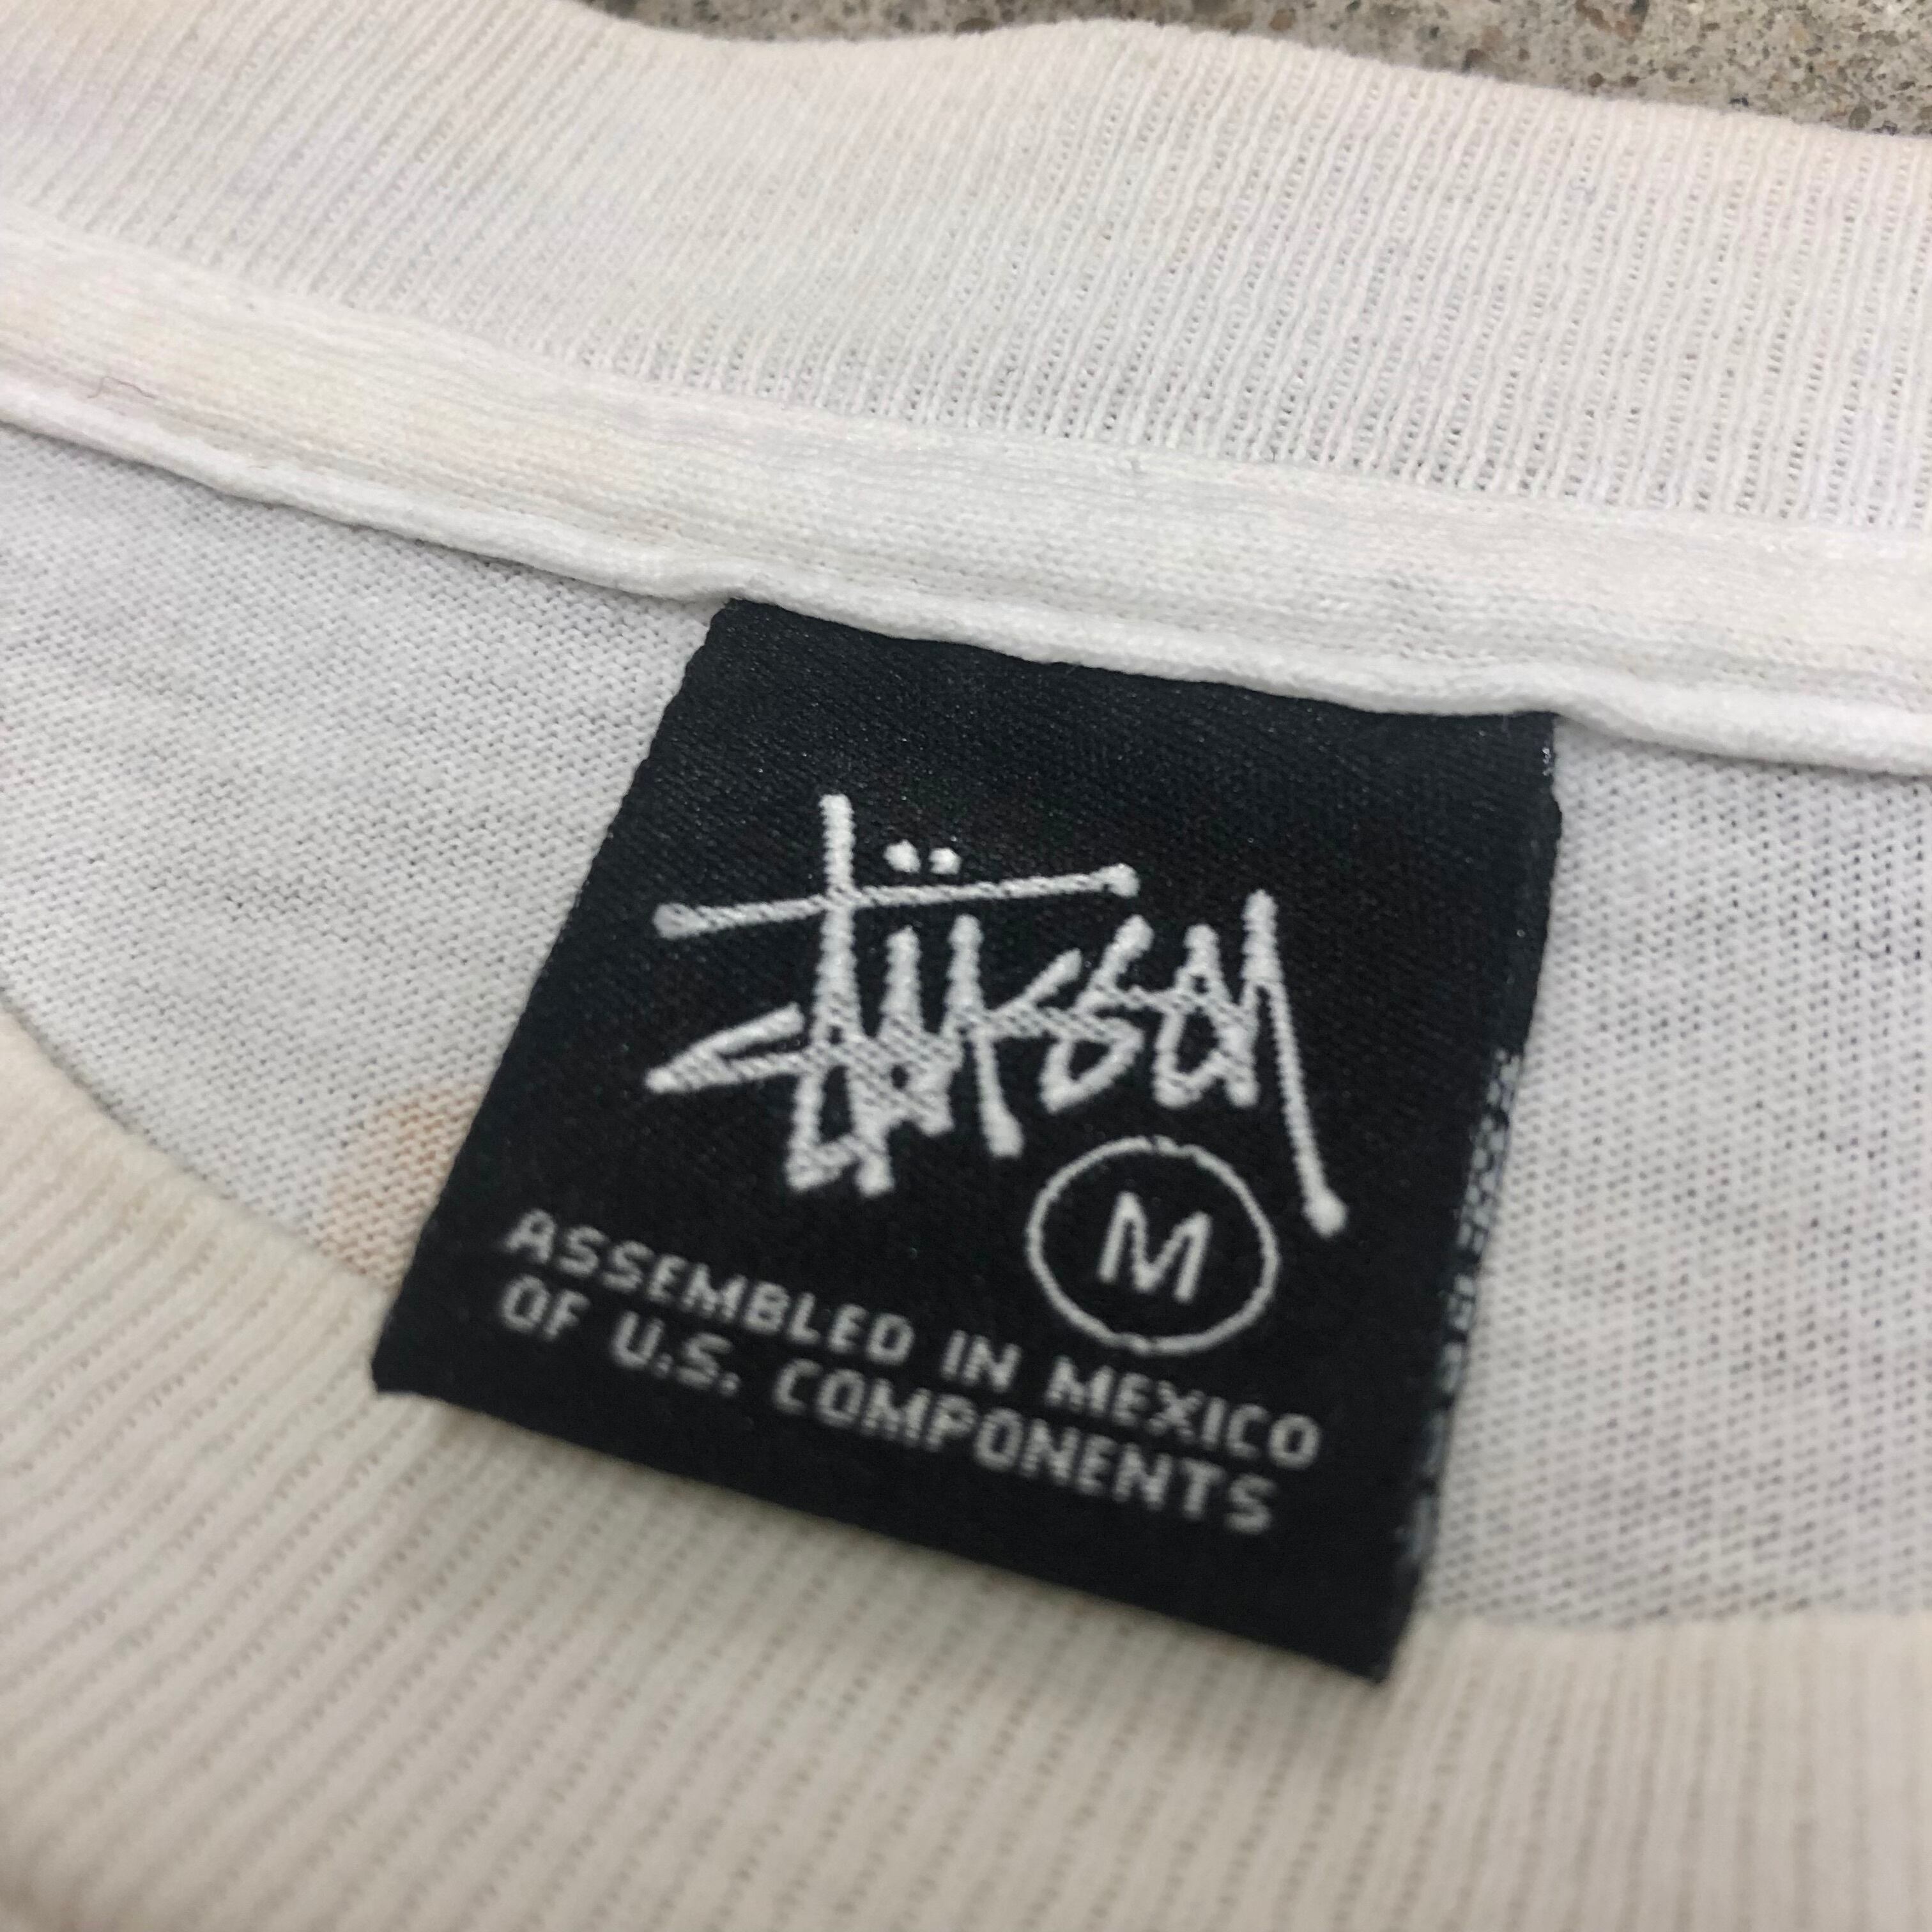 Stüssy
M
ASSEMBLED IN MEXICO
OF U.S. COMPONENTS